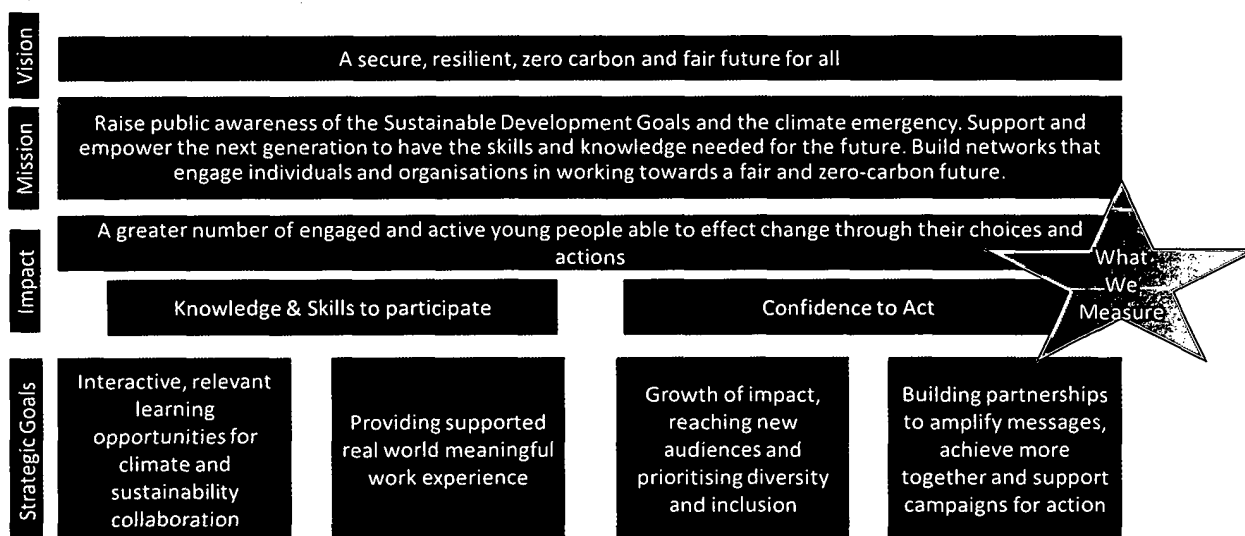 Vision
A secure, resilient, zero carbon and fair future for all
Mission
Raise public awareness of the Sustainable Development Goals and the climate emergency. Support and
empower the next generation to have the skills and knowledge needed for the future. Build networks that
engage individuals and organisations in working towards a fair and zero-carbon future.
Impact
A greater number of engaged and active young people able to effect change through their choices and
actions
Knowledge & Skills to participate
Confidence to Act
What
We
Measure
Strategic Goals
Interactive, relevant
learning
opportunities for
climate and
sustainability
collaboration
Providing supported
real world meaningful
work experience
Growth of impact,
reaching new
audiences and
prioritising diversity
and inclusion
Building partnerships
to amplify messages,
achieve more
together and support
campaigns for action